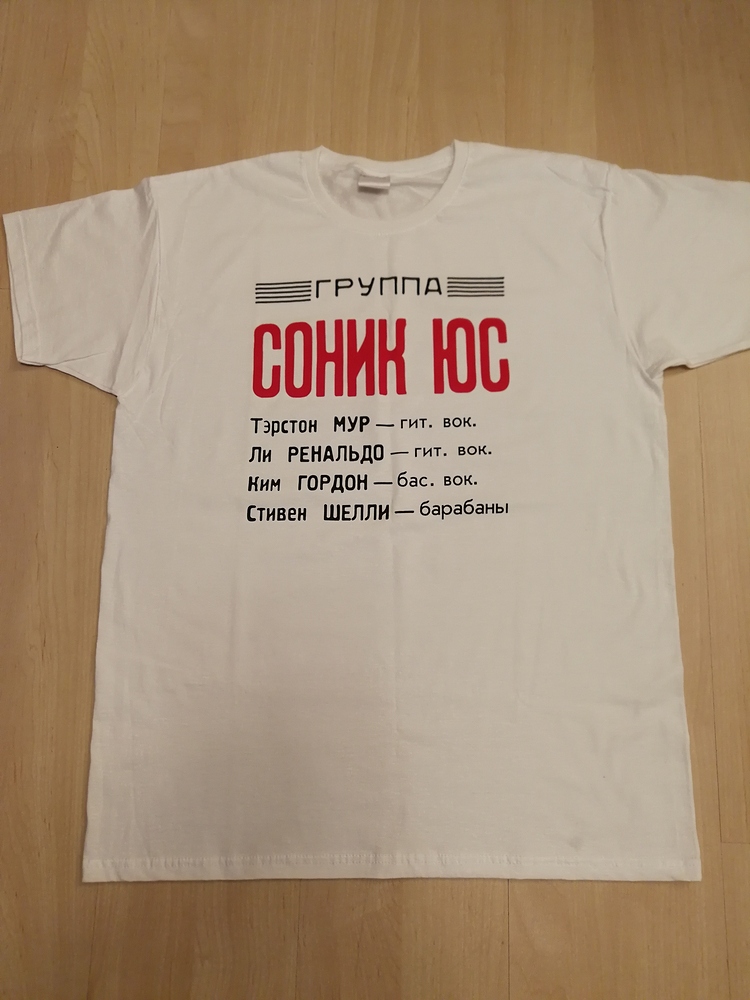 ГРУППА
СОНИК ЮС
Тэрстон МУР — гит. вок.
Ли РЕНАЛЬДО — гит. вок.
Ким ГОРДОН — бас. вок.
Стивен ШЕЛЛИ — барабаны